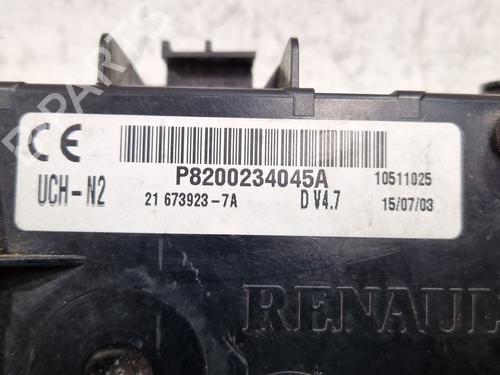 CE
P8200234045A 10511025
UCH-N2 21 673923-7A D V4.7 15/07/03
RENAUL